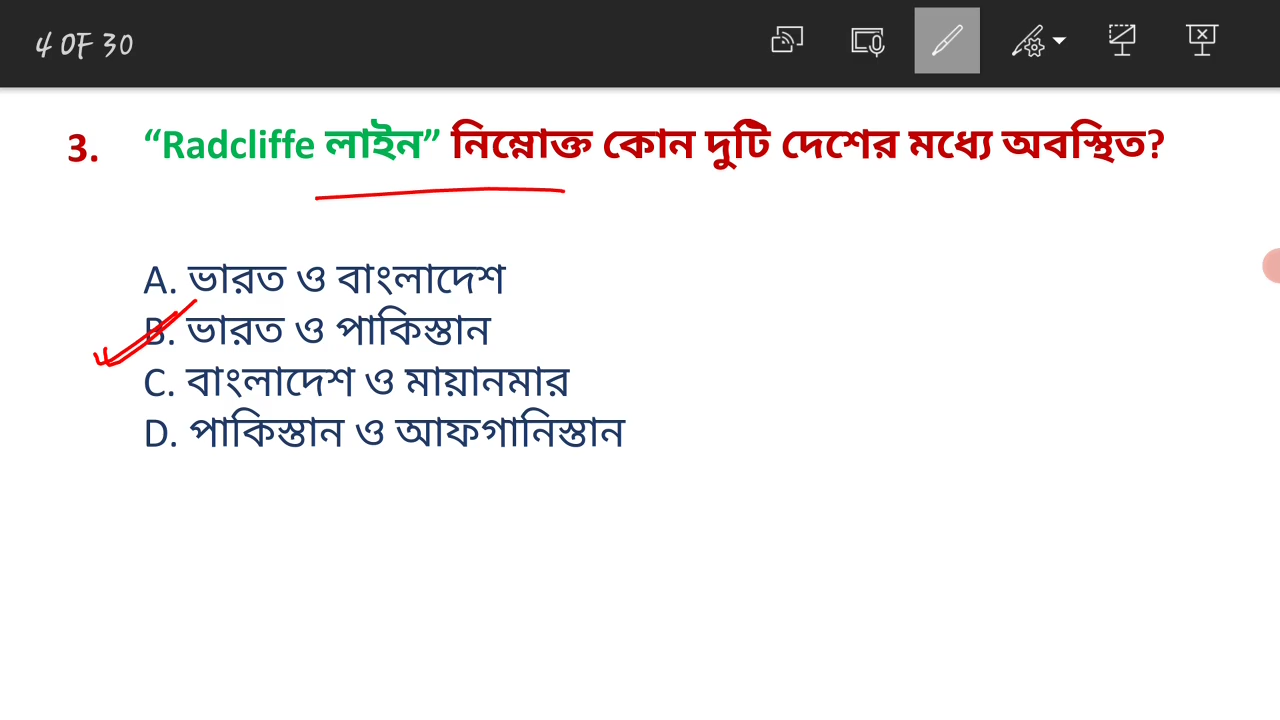 4 OF 30
3. “Radcliffe লাইন” নিম্নোক্ত কোন দুটি দেশের মধ্যে অবস্থিত?
A. ভারত ও বাংলাদেশ
B. ভারত ও পাকিস্তান
C. বাংলাদেশ ও মায়ানমার
D. পাকিস্তান ও আফগানিস্তান